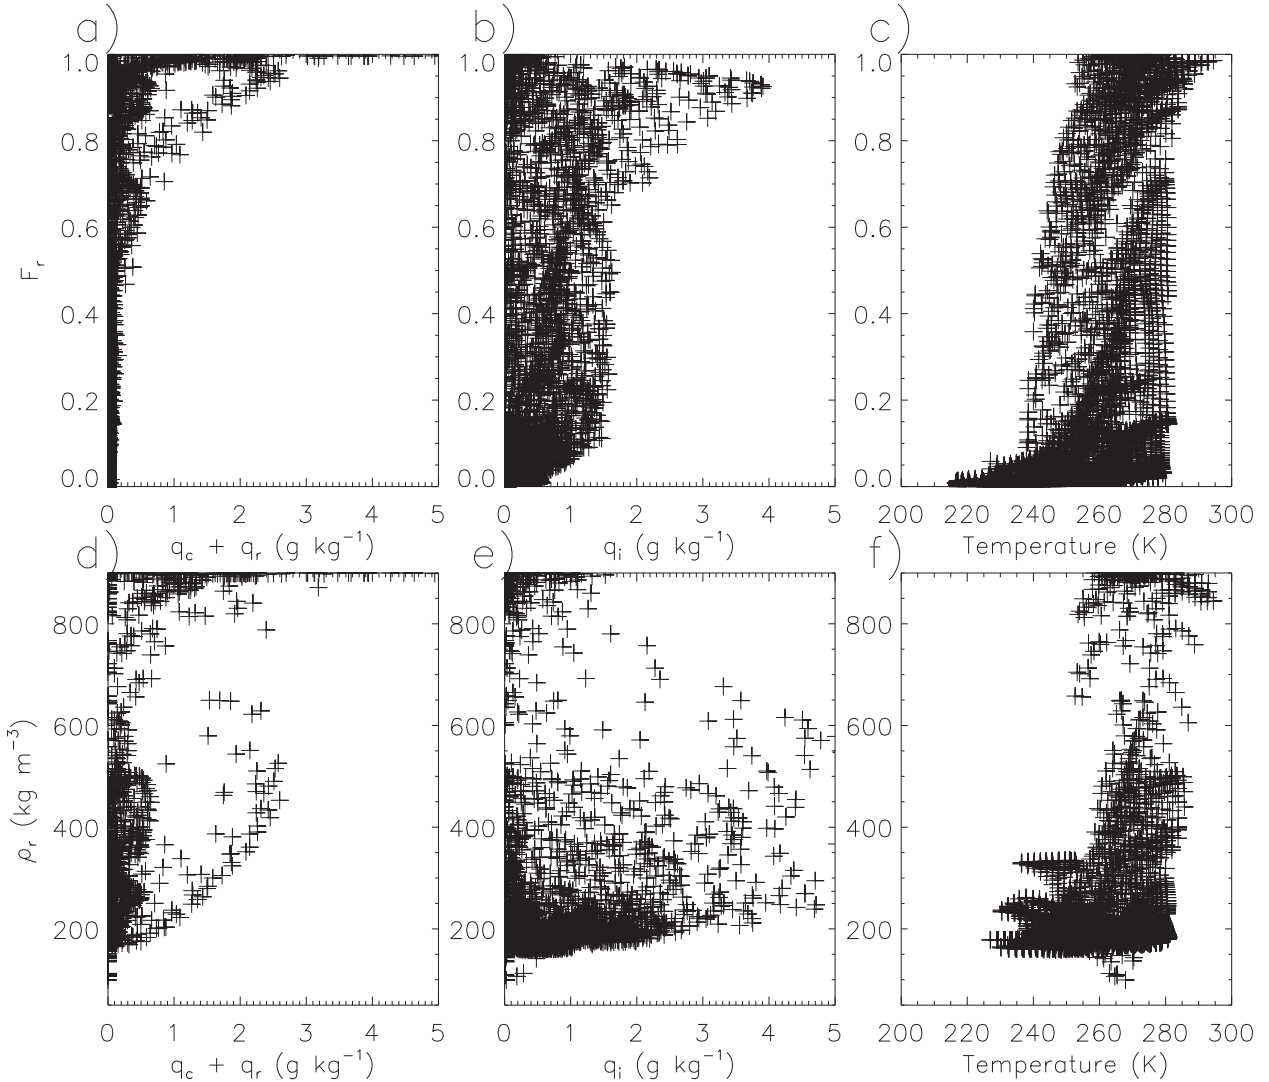 a) b) c)
1.0 1.0 1.0
0.8 0.8 0.8
0.6 0.6 0.6
F_r
0.4 0.4 0.4
0.2 0.2 0.2
0.0 0.0 0.0
0 1 2 3 4 5 0 1 2 3 4 5 200 220 240 260 280 300
q_c + q_r (g kg⁻¹) q_i (g kg⁻¹) Temperature (K)
d) e) f)
800 800 800
600 600 600
ρ_r (kg m⁻³)
400 400 400
200 200 200
0 1 2 3 4 5 0 1 2 3 4 5 200 220 240 260 280 300
q_c + q_r (g kg⁻¹) q_i (g kg⁻¹) Temperature (K)